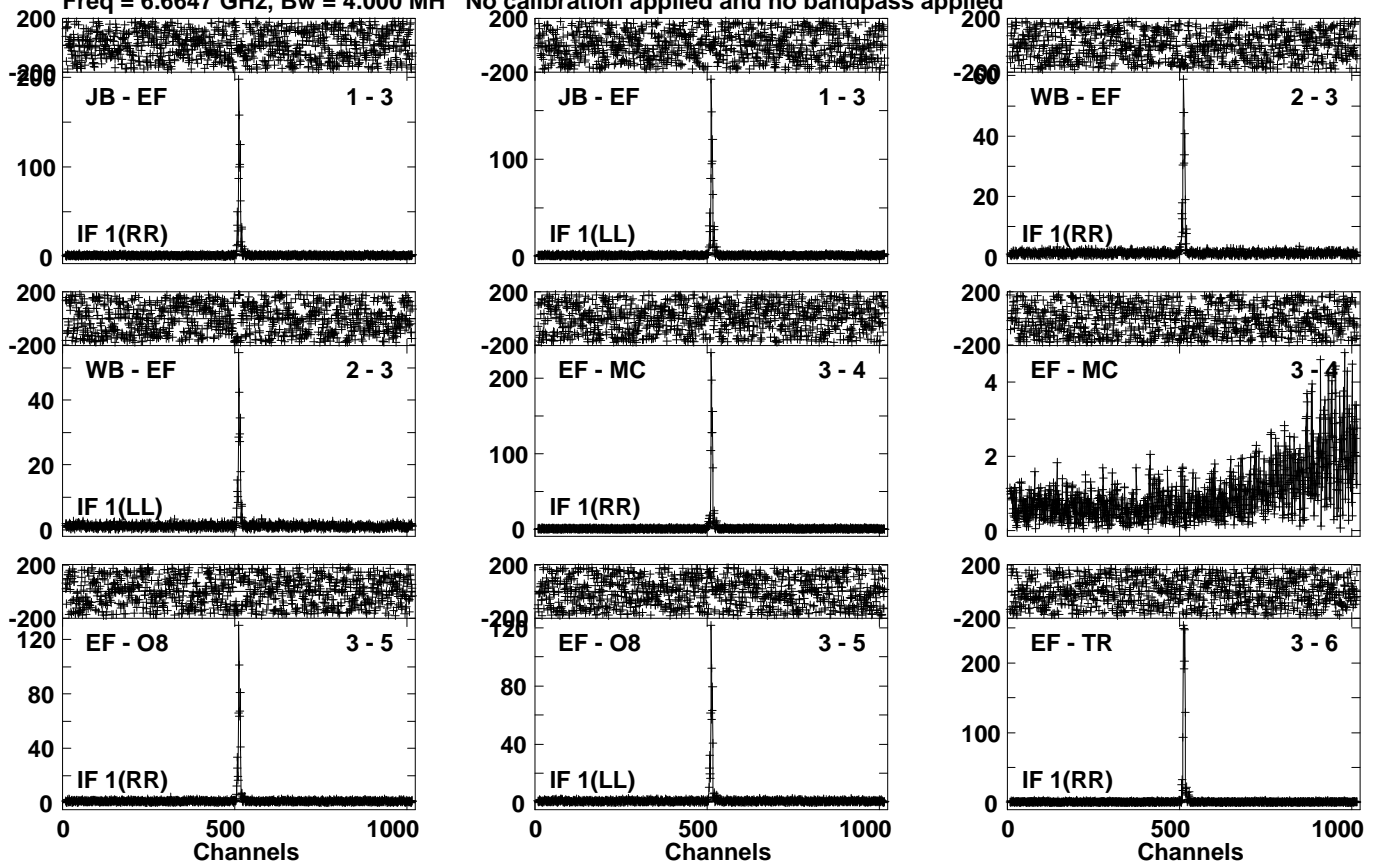 Freq = 6.6647 GHz, Bw = 4.000 MH No calibration applied and no bandpass applied
200
-200
200
JB - EF 1 - 3
100
IF 1(RR)
0
200
-200
JB - EF 1 - 3
100
IF 1(LL)
0
200
-200
60
WB - EF 2 - 3
40
20
IF 1(RR)
0
200
-200
WB - EF 2 - 3
40
20
IF 1(LL)
0
200
-200
EF - MC 3 - 4
200
100
IF 1(RR)
0
200
-200
EF - MC 3 - 4
4
2
0
200
-200
EF - O8 3 - 5
120
80
40
IF 1(RR)
0
200
-200
120
EF - O8 3 - 5
80
40
IF 1(LL)
0
200
-200
EF - TR 3 - 6
200
100
IF 1(RR)
0
0 500 1000
Channels
0 500 1000
Channels
0 500 1000
Channels